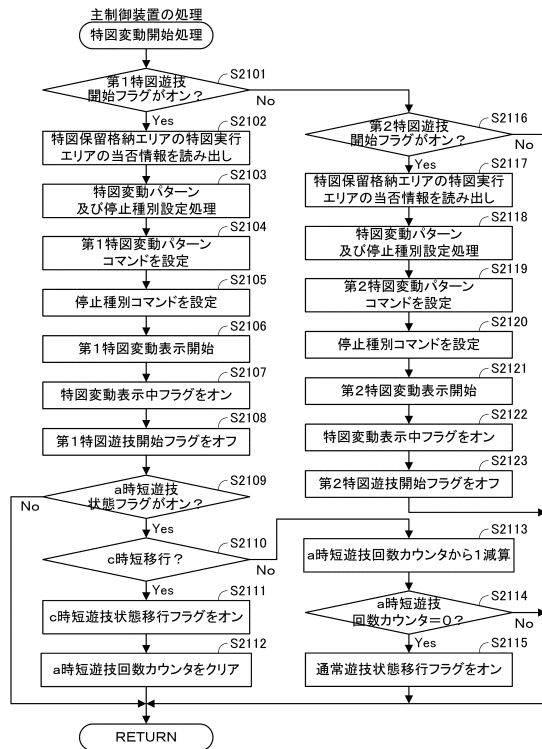 主制御装置の処理
特図変動開始処理
S2101
第1特図遊技
開始フラグがオン?
No
Yes
S2102
特図保留格納エリアの特図実行
エリアの当否情報を読み出し
S2103
特図変動パターン
及び停止種別設定処理
S2104
第1特図変動パターン
コマンドを設定
S2105
停止種別コマンドを設定
S2106
第1特図変動表示開始
S2107
特図変動表示中フラグをオン
S2108
第1特図遊技開始フラグをオフ
S2109
a時短遊技
状態フラグがオン?
No
Yes
S2110
c時短移行?
No
Yes
S2111
c時短遊技状態移行フラグをオン
S2112
a時短遊技回数カウンタをクリア
RETURN
S2116
第2特図遊技
開始フラグがオン?
No
Yes
S2117
特図保留格納エリアの特図実行
エリアの当否情報を読み出し
S2118
特図変動パターン
及び停止種別設定処理
S2119
第2特図変動パターン
コマンドを設定
S2120
停止種別コマンドを設定
S2121
第2特図変動表示開始
S2122
特図変動表示中フラグをオン
S2123
第2特図遊技開始フラグをオフ
S2113
a時短遊技回数カウンタから1減算
S2114
a時短遊技
回数カウンタ=0?
No
Yes
S2115
通常遊技状態移行フラグをオン